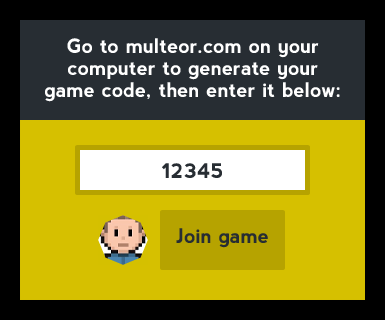 Go to multeor.com on your
computer to generate your
game code, then enter it below:
12345
Join game